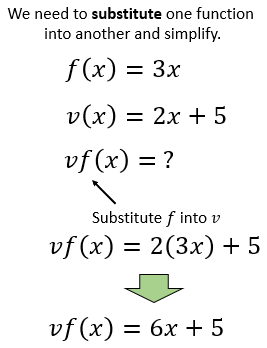 We need to substitute one function
into another and simplify.
f(x) = 3x
v(x) = 2x + 5
vf(x) = ?
Substitute f into v
vf(x) = 2(3x) + 5
vf(x) = 6x + 5